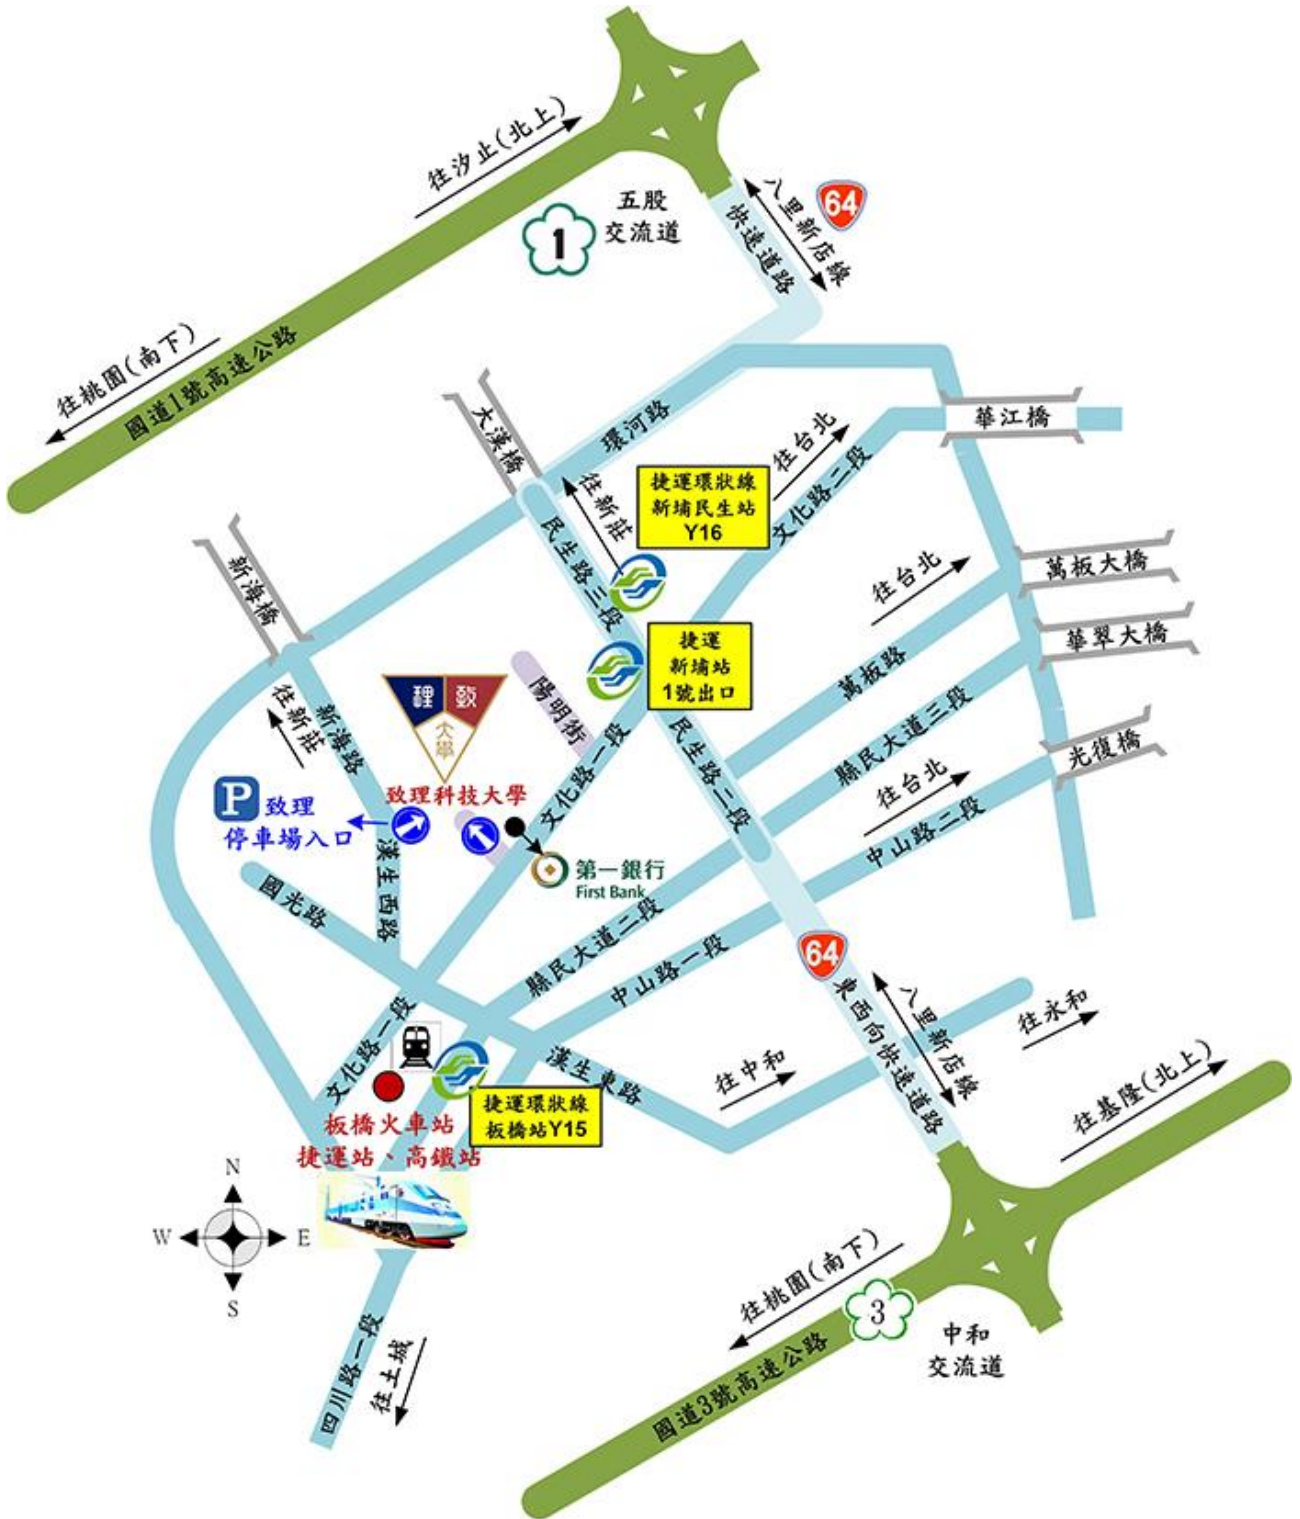 往汐止(北上)
五股
交流道
1
64
八里新店線
快速道路
往桃園(南下)
國道1號高速公路
大漢橋
環河路
往新莊
捷運環狀線
新埔民生站
Y16
往台北
文化路二段
華江橋
民生路三段
新海橋
往台北
萬板大橋
華翠大橋
捷運
新埔站
1號出口
萬板路
陽明街
往新莊
新海路
理
致
大學
文化路一段
民生路二段
縣民大道三段
光復橋
往台北
中山路二段
P
致理
停車場入口
致理科技大學
漢生西路
第一銀行
First Bank
國光路
縣民大道二段
中山路一段
64
東西向快速道路
八里新店線
往永和
文化路一段
漢生東路
往中和
板橋火車站
捷運站、高鐵站
捷運環狀線
板橋站Y15
往基隆(北上)
N
W
E
S
往桃園(南下)
3
中和
交流道
國道3號高速公路
四川路一段
往土城